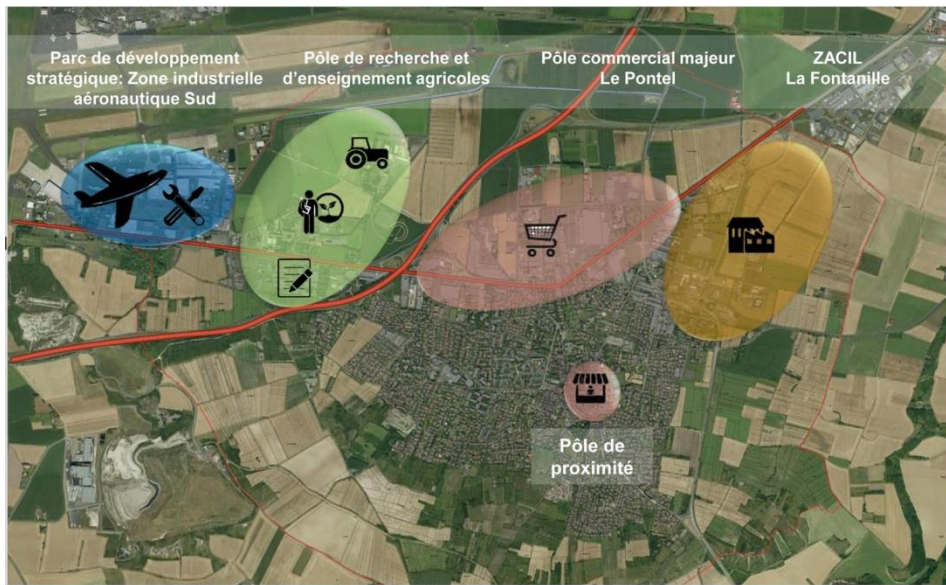 Parc de développement
stratégique: Zone industrielle
aéronautique Sud
Pôle de recherche et
d'enseignement agricoles
Pôle commercial majeur
Le Pontel
ZACIL
La Fontanille
Pôle de
proximité